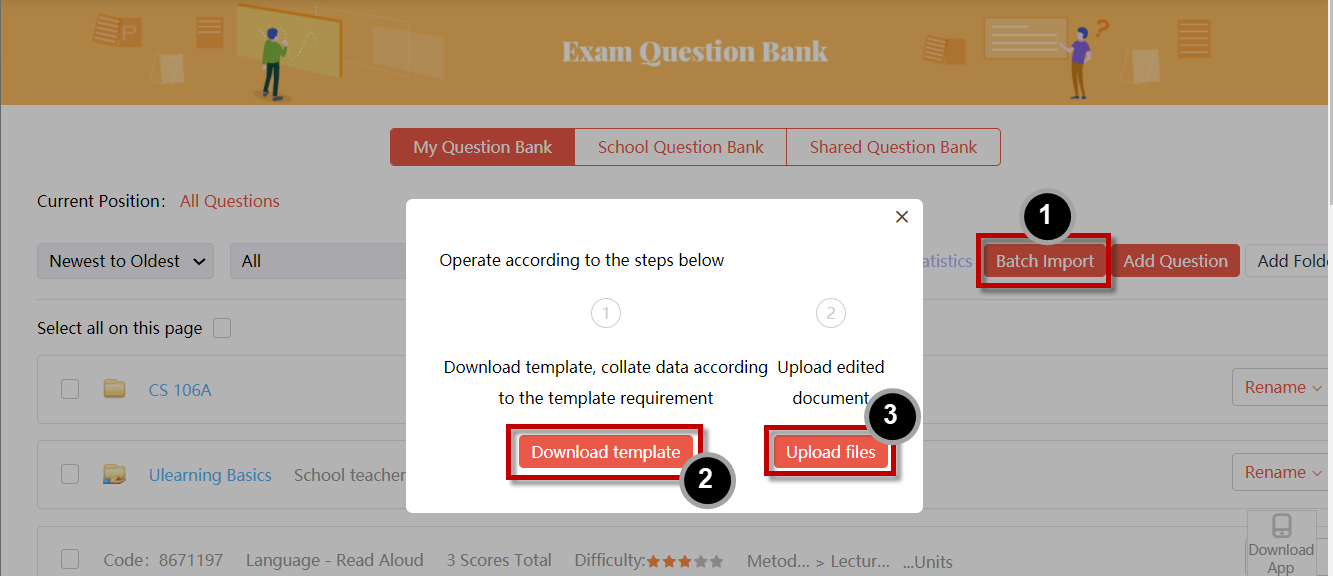 Exam Question Bank
My Question Bank School Question Bank Shared Question Bank
Current Position: All Questions
1
×
Newest to Oldest All
Operate according to the steps below
Batch Import Add Question
1 2
Select all on this page
Download template, collate data according
to the template requirement
Upload edited
document
CS 106A
Rename
3
Download template
Upload files
2
Ulearning Basics School teacher
Rename
Code: 8671197 Language - Read Aloud 3 Scores Total Difficulty: Metod... > Lectur... ...Units
Download
App